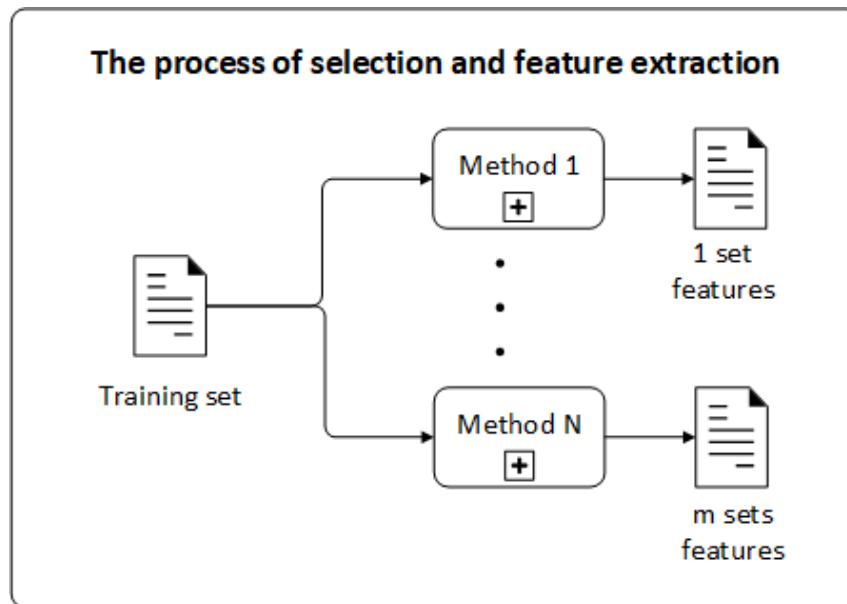 The process of selection and feature extraction
Method 1
1 set
features
Training set
Method N
m sets
features